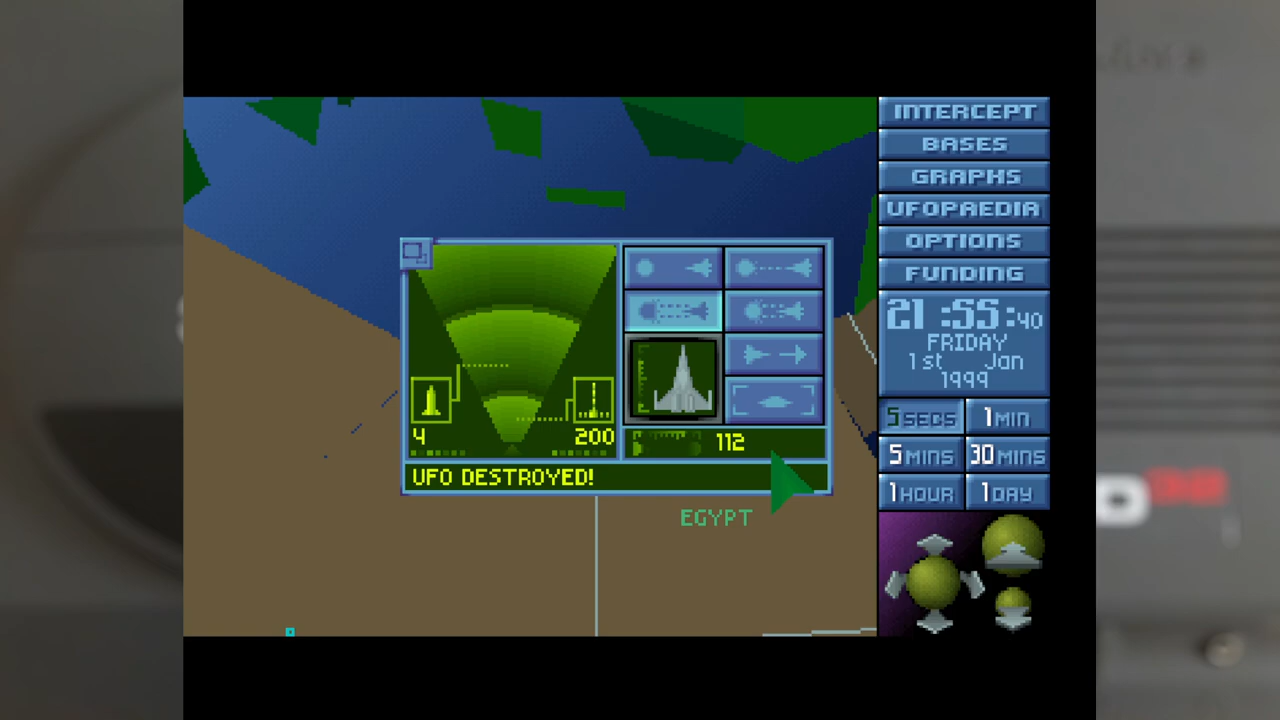 INTERCEPT
BASES
GRAPHS
UFOPAEDIA
OPTIONS
FUNDING
21:55:40
FRIDAY
1st Jan
1999
5 SECS 1 MIN
5 MINS 30 MINS
1 HOUR 1 DAY
4 200
112
UFO DESTROYED!
EGYPT
32